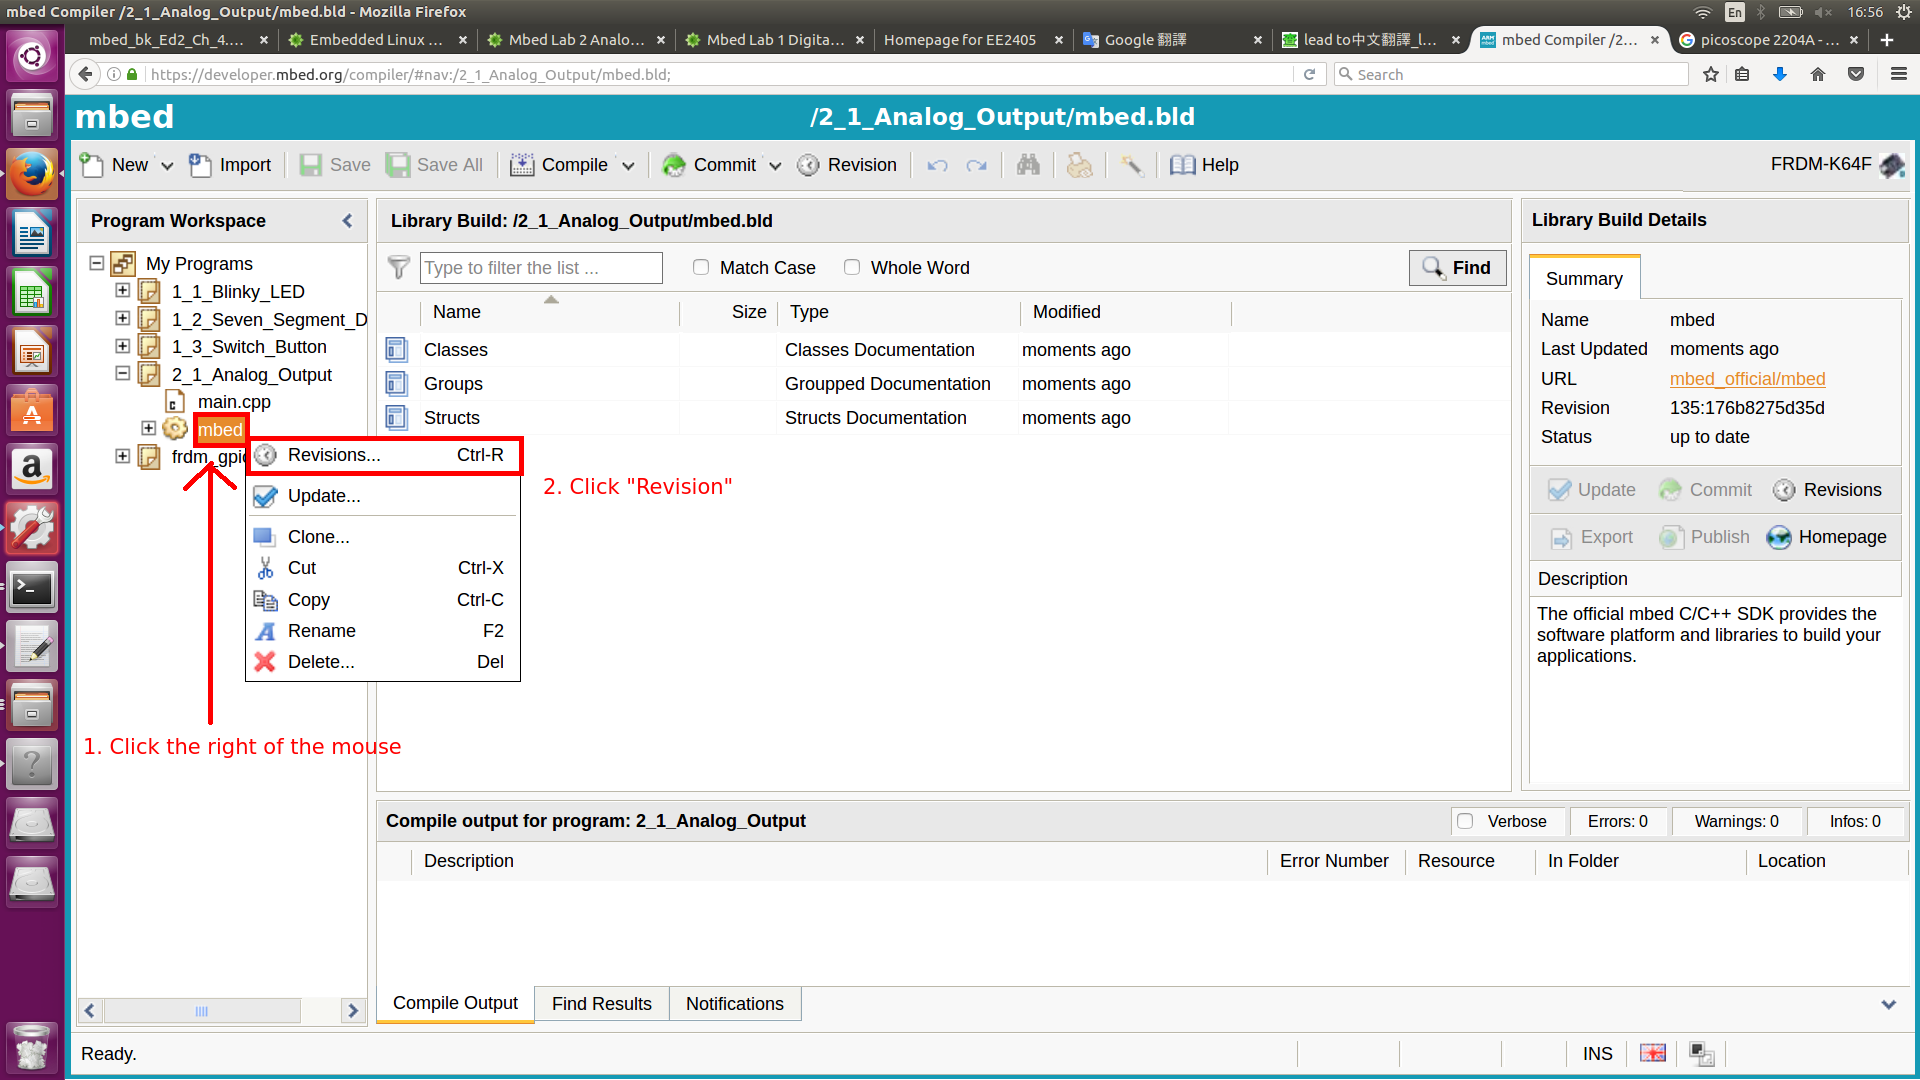 mbed Compiler /2_1_Analog_Output/mbed.bld - Mozilla Firefox
En
16:56
mbed_bk_Ed2_Ch_4....
Embedded Linux ...
Mbed Lab 2 Analo...
Mbed Lab 1 Digita...
Homepage for EE2405
Google 翻譯
lead to中文翻譯_l...
mbed Compiler /2...
picoscope 2204A - ...
https://developer.mbed.org/compiler/#nav:/2_1_Analog_Output/mbed.bld;
Search
mbed
/2_1_Analog_Output/mbed.bld
New
Import
Save
Save All
Compile
Commit
Revision
Help
FRDM-K64F
Program Workspace
My Programs
1_1_Blinky_LED
1_2_Seven_Segment_D
1_3_Switch_Button
2_1_Analog_Output
main.cpp
mbed
frdm_gpio
Revisions... Ctrl-R
Update...
Clone...
Cut Ctrl-X
Copy Ctrl-C
Rename F2
Delete... Del
1. Click the right of the mouse
2. Click "Revision"
Library Build: /2_1_Analog_Output/mbed.bld
Type to filter the list ...
Match Case
Whole Word
Find
Name Size Type Modified
Classes Classes Documentation moments ago
Groups Groupped Documentation moments ago
Structs Structs Documentation moments ago
Library Build Details
Summary
Name mbed
Last Updated moments ago
URL mbed_official/mbed
Revision 135:176b8275d35d
Status up to date
Update Commit Revisions
Export Publish Homepage
Description
The official mbed C/C++ SDK provides the
software platform and libraries to build your
applications.
Compile output for program: 2_1_Analog_Output
Verbose
Errors: 0
Warnings: 0
Infos: 0
Description Error Number Resource In Folder Location
Compile Output
Find Results
Notifications
Ready.
INS